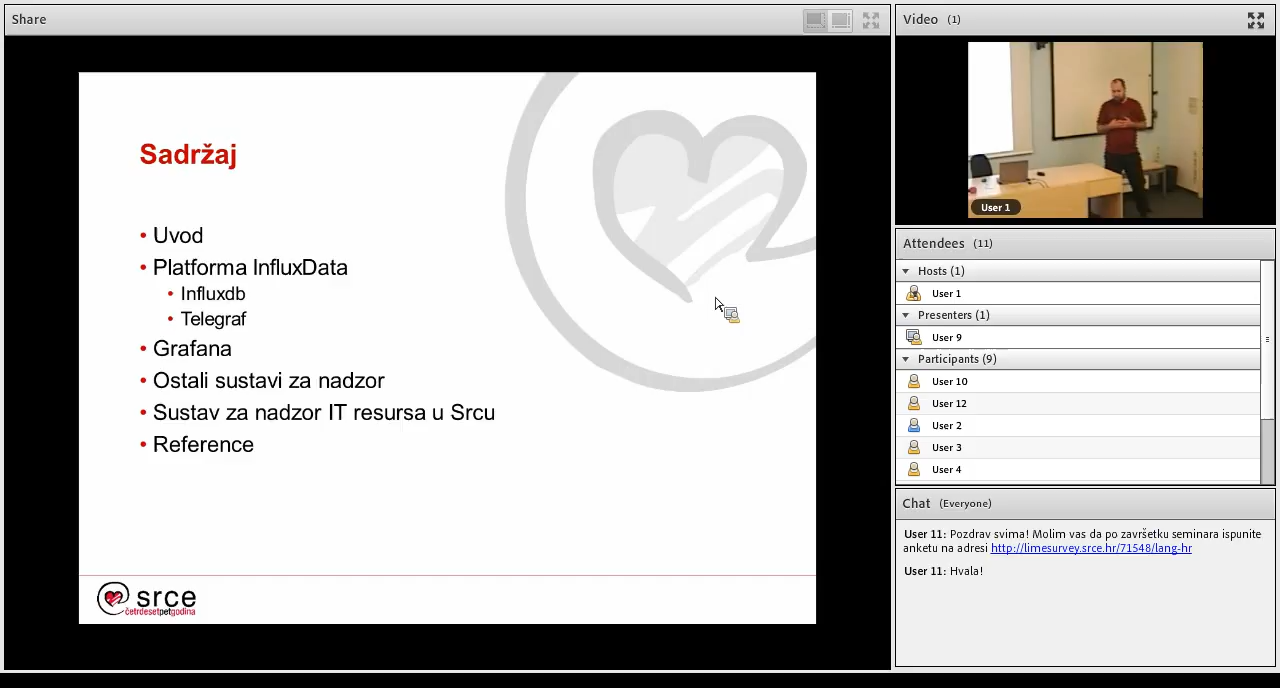 Share
Sadržaj
• Uvod
• Platforma InfluxData
• Influxdb
• Telegraf
• Grafana
• Ostali sustavi za nadzor
• Sustav za nadzor IT resursa u Srcu
• Reference
srce
četrdesetpetgodina
Video (1)
User 1
Attendees (11)
Hosts (1)
User 1
Presenters (1)
User 9
Participants (9)
User 10
User 12
User 2
User 3
User 4
Chat (Everyone)
User 11: Pozdrav svima! Molim vas da po završetku seminara ispunite
anketu na adresi http://limesurvey.srce.hr/71548/lang-hr
User 11: Hvala!